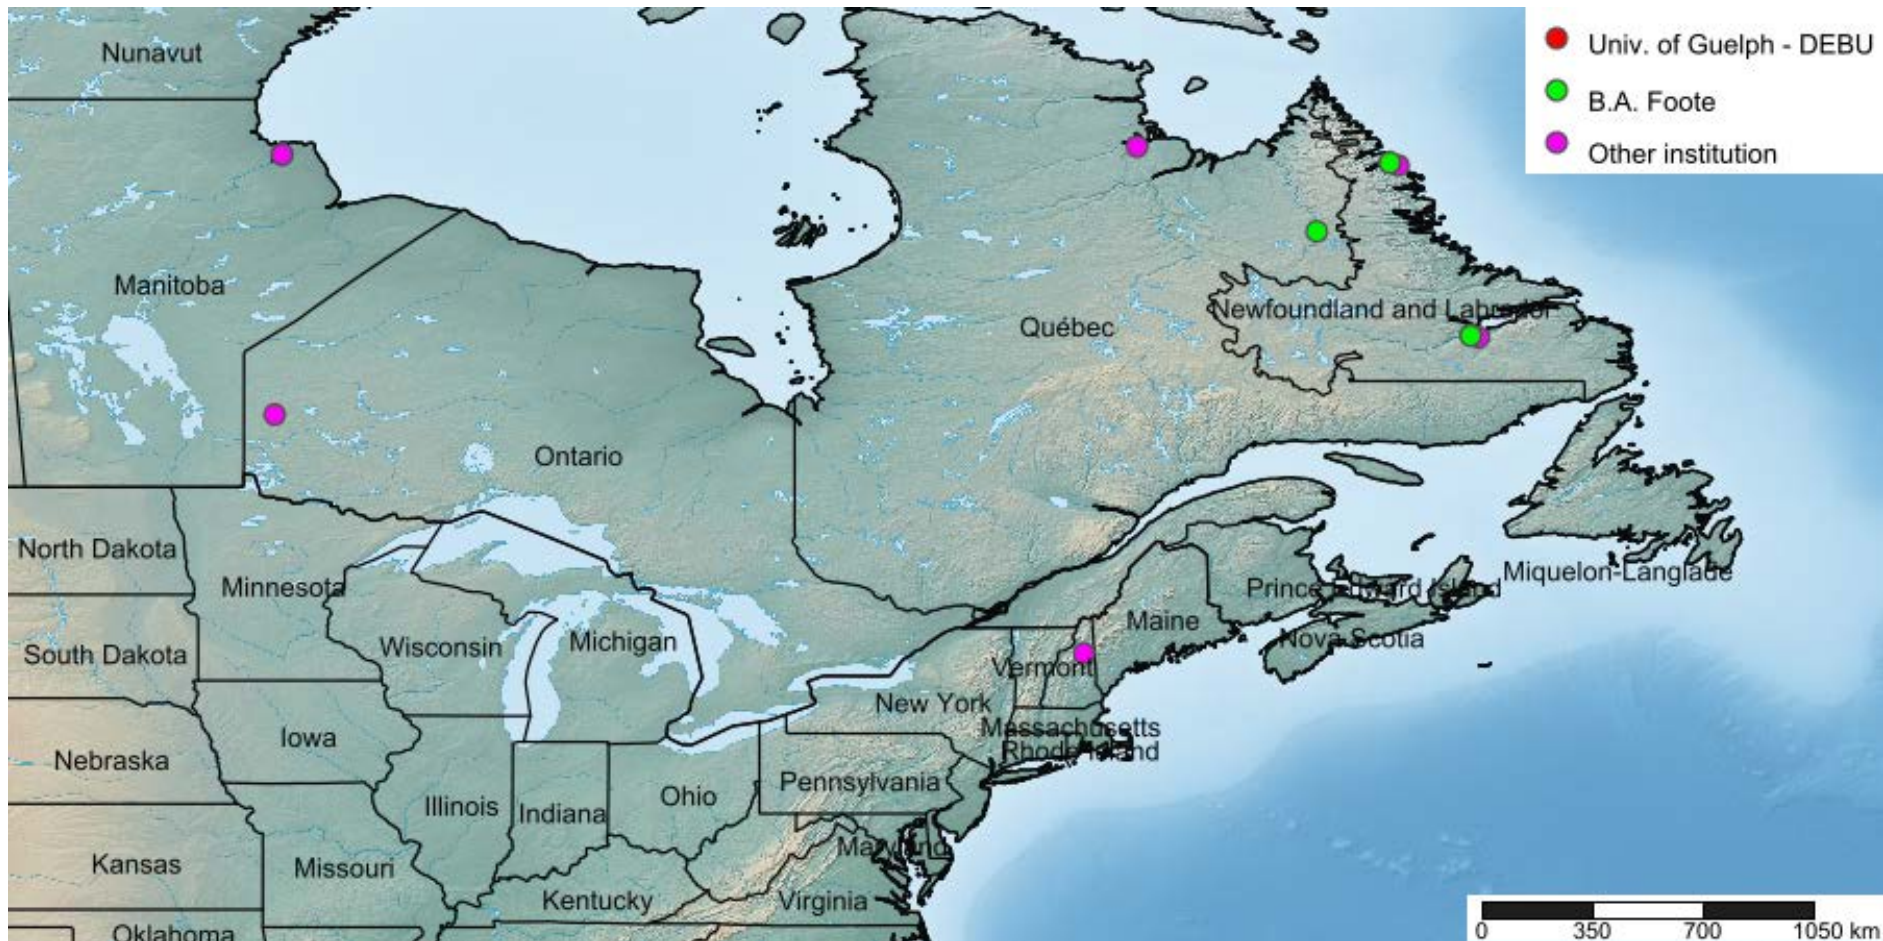 Nunavut
Univ. of Guelph - DEBU
B.A. Foote
Other institution
Manitoba
Newfoundland and Labrador
Québec
Ontario
North Dakota
Minnesota
Prince Edward Island
Miquelon-Langlade
Maine
Nova Scotia
South Dakota
Wisconsin
Michigan
Vermont
New York
Massachusetts
Rhode Island
Iowa
Nebraska
Pennsylvania
Illinois
Indiana
Ohio
Maryland
Kansas
Missouri
Kentucky
Virginia
Oklahoma
0 350 700 1050 km